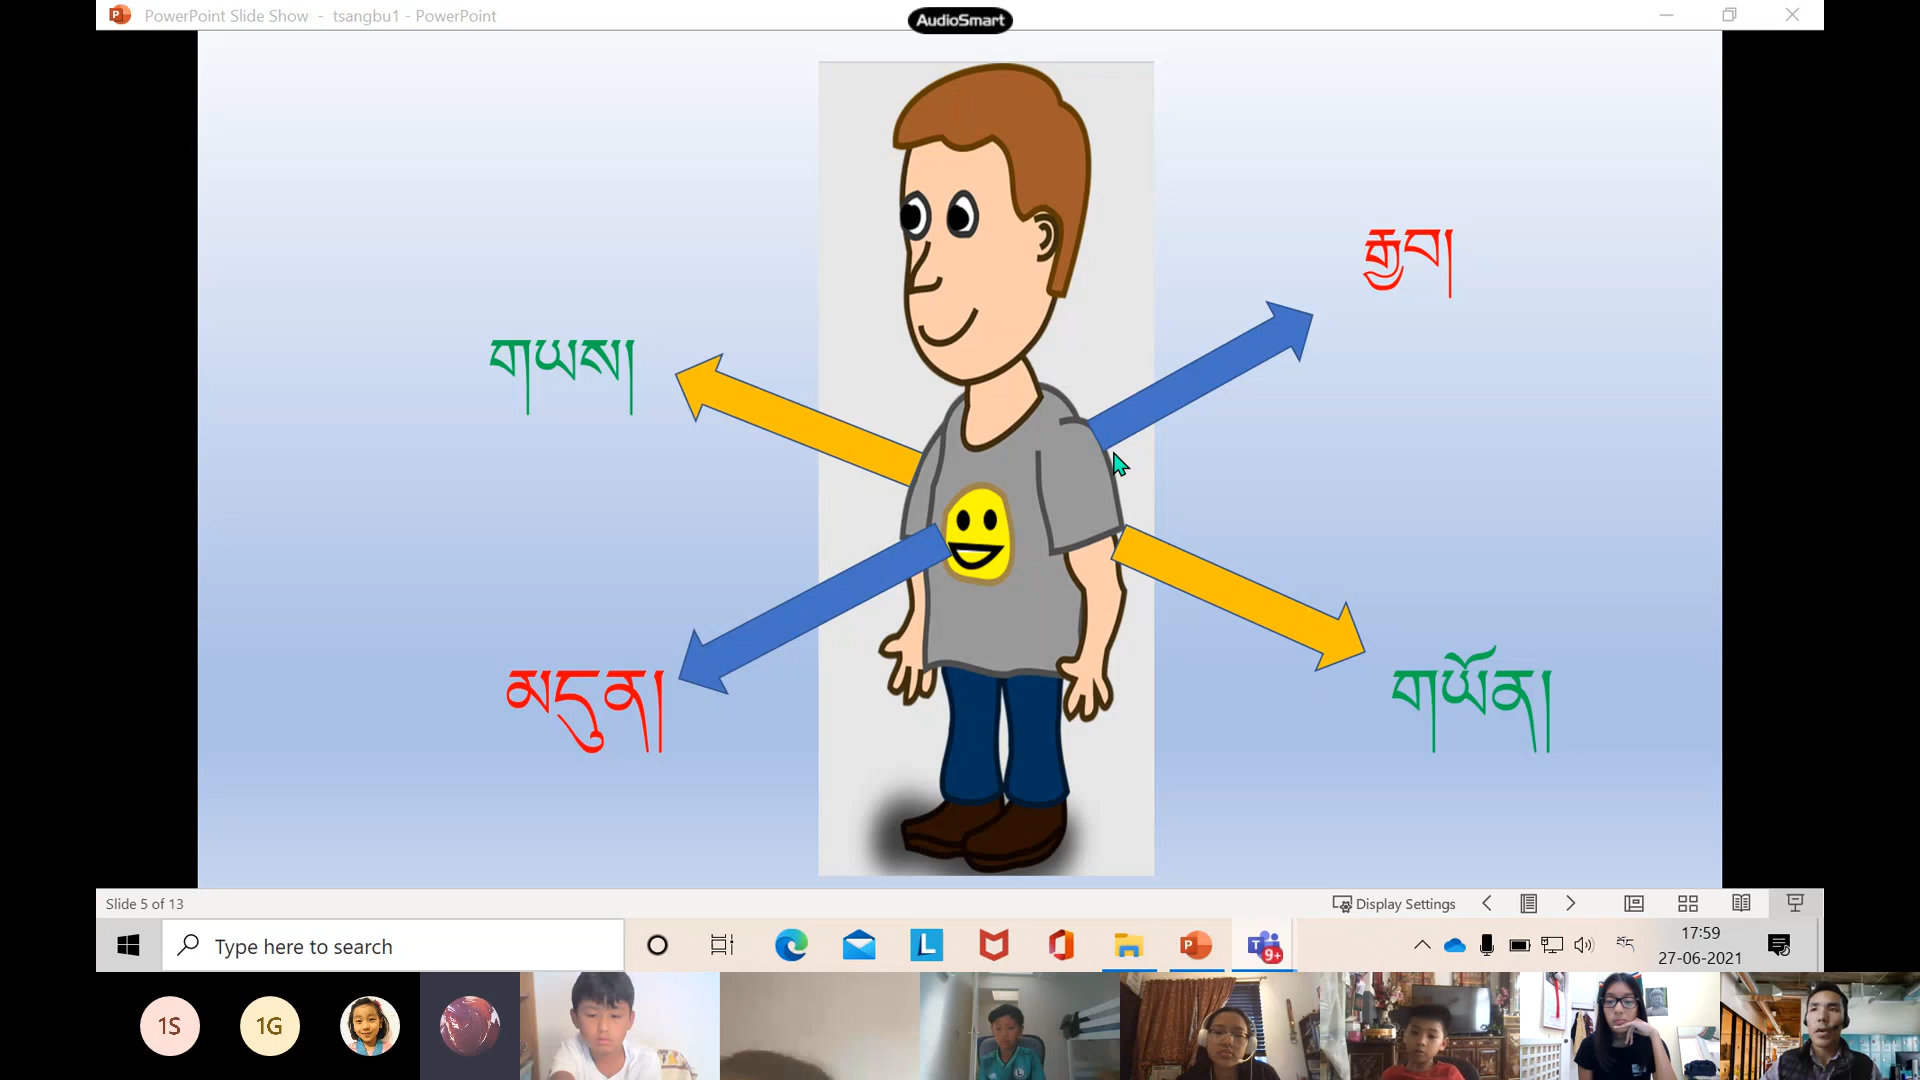 PowerPoint Slide Show - tsangbu1 - PowerPoint
AudioSmart
རྒྱབ།
གཡས།
མདུན།
གཡོན།
Slide 5 of 13
Display Settings
Type here to search
9+
བོད
17:59
27-06-2021
1S
1G